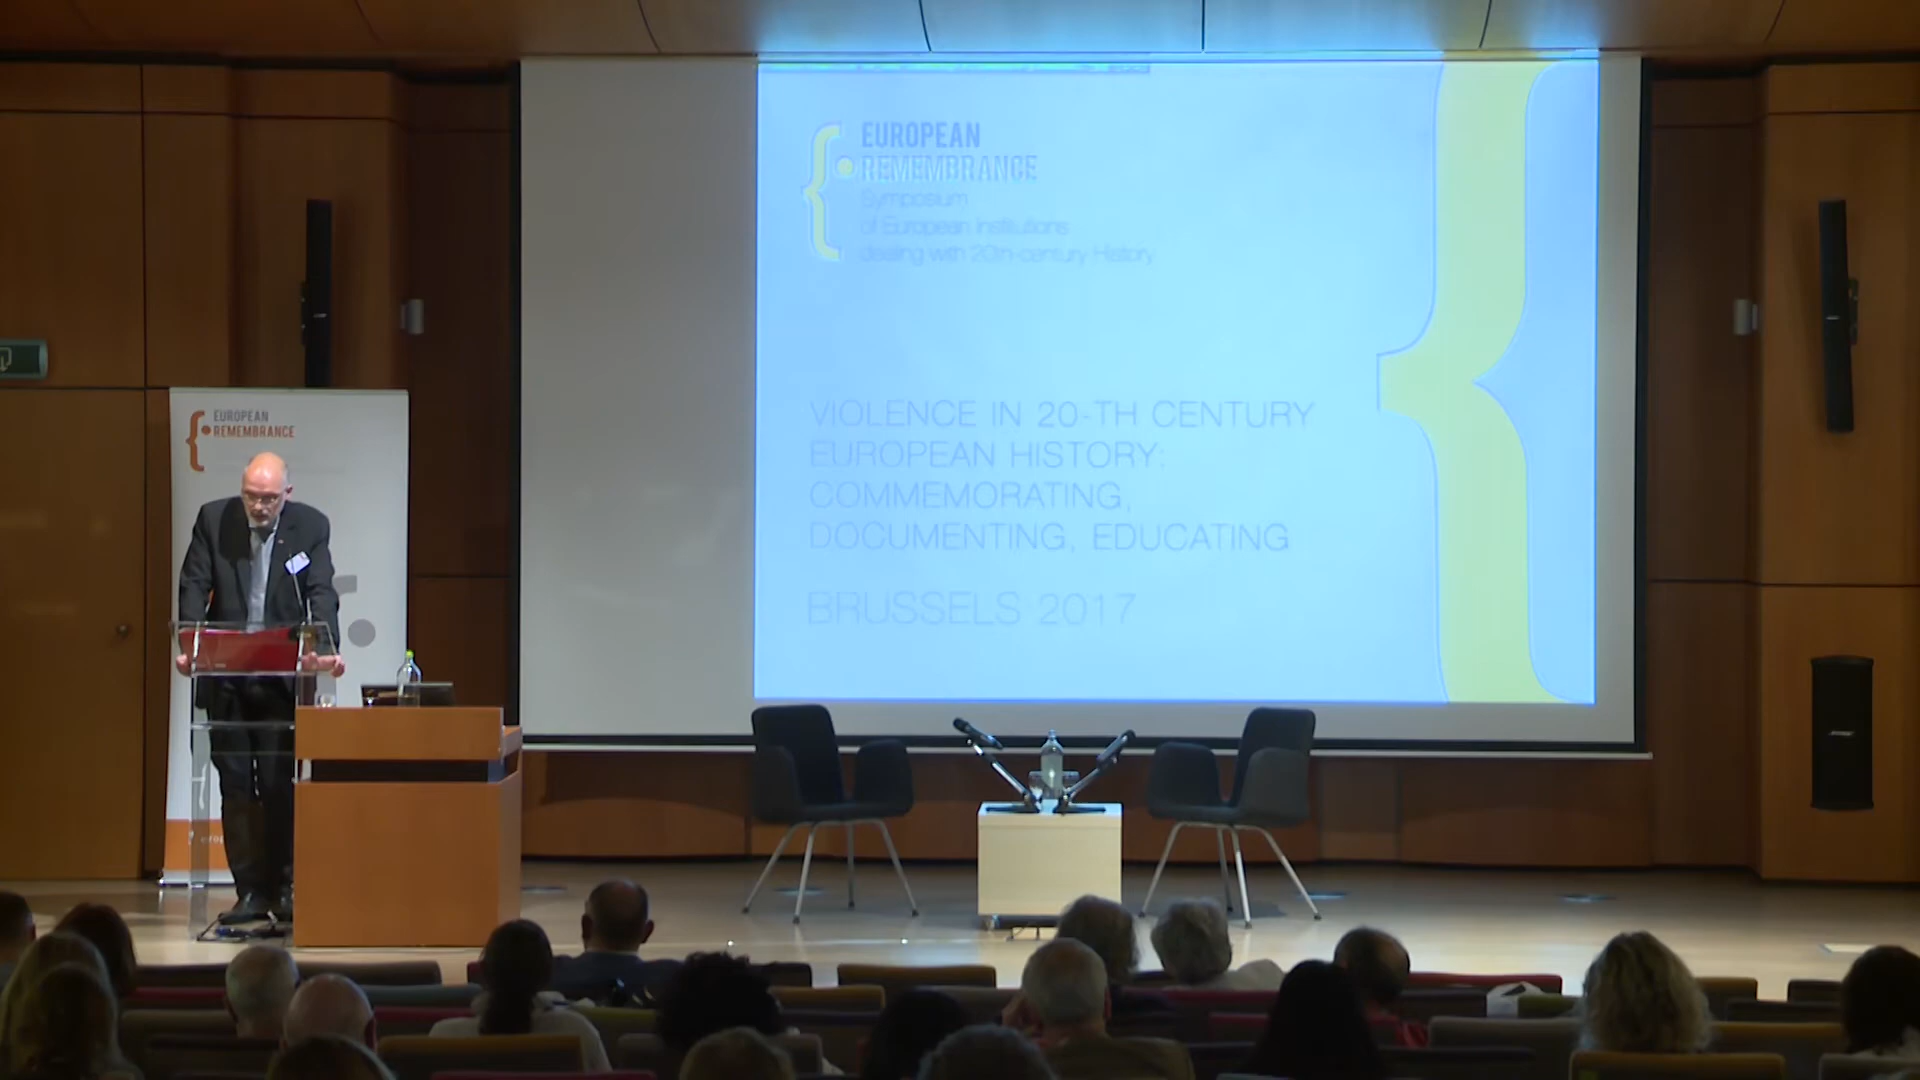 EUROPEAN
REMEMBRANCE
Symposium
of European Institutions
dealing with 20th-century History
VIOLENCE IN 20-TH CENTURY
EUROPEAN HISTORY:
COMMEMORATING,
DOCUMENTING, EDUCATING
BRUSSELS 2017
EUROPEAN
REMEMBRANCE